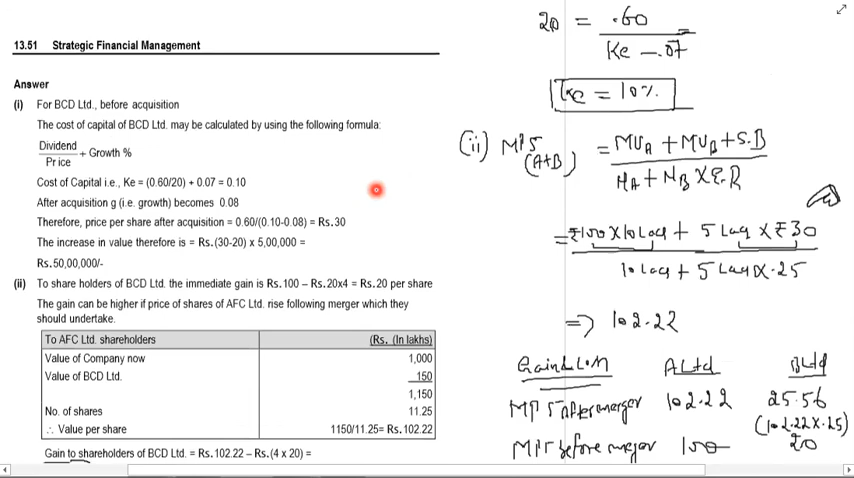 13.51 Strategic Financial Management
Answer
(i) For BCD Ltd., before acquisition
The cost of capital of BCD Ltd. may be calculated by using the following formula:
Dividend
Price + Growth %
Cost of Capital i.e., Ke = (0.60/20) + 0.07 = 0.10
After acquisition g (i.e. growth) becomes 0.08
Therefore, price per share after acquisition = 0.60/(0.10-0.08) = Rs.30
The increase in value therefore is = Rs.(30-20) x 5,00,000 =
Rs.50,00,000/-
(ii) To share holders of BCD Ltd. the immediate gain is Rs.100 – Rs.20x4 = Rs.20 per share
The gain can be higher if price of shares of AFC Ltd. rise following merger which they
should undertake.
To AFC Ltd. shareholders (Rs. (In lakhs)
Value of Company now 1,000
Value of BCD Ltd. 150
1,150
No. of shares 11.25
∴ Value per share 1150/11.25= Rs.102.22
Gain to shareholders of BCD Ltd. = Rs.102.22 – Rs.(4 x 20) =
20 = .60
Ke - .07
Ke = 10%
(ii) MPS (A+B) = MVA + MVB + S.B
NA + NB X E.R
= ₹100 X 10 Lacs + 5 Lacs X ₹30
10 Lacs + 5 Lacs X .25
=> 102.22
Gain & Loss A Ltd B Ltd
MPS after merger 102.22 25.56
(102.22 X .25)
MPS before merger 100 20